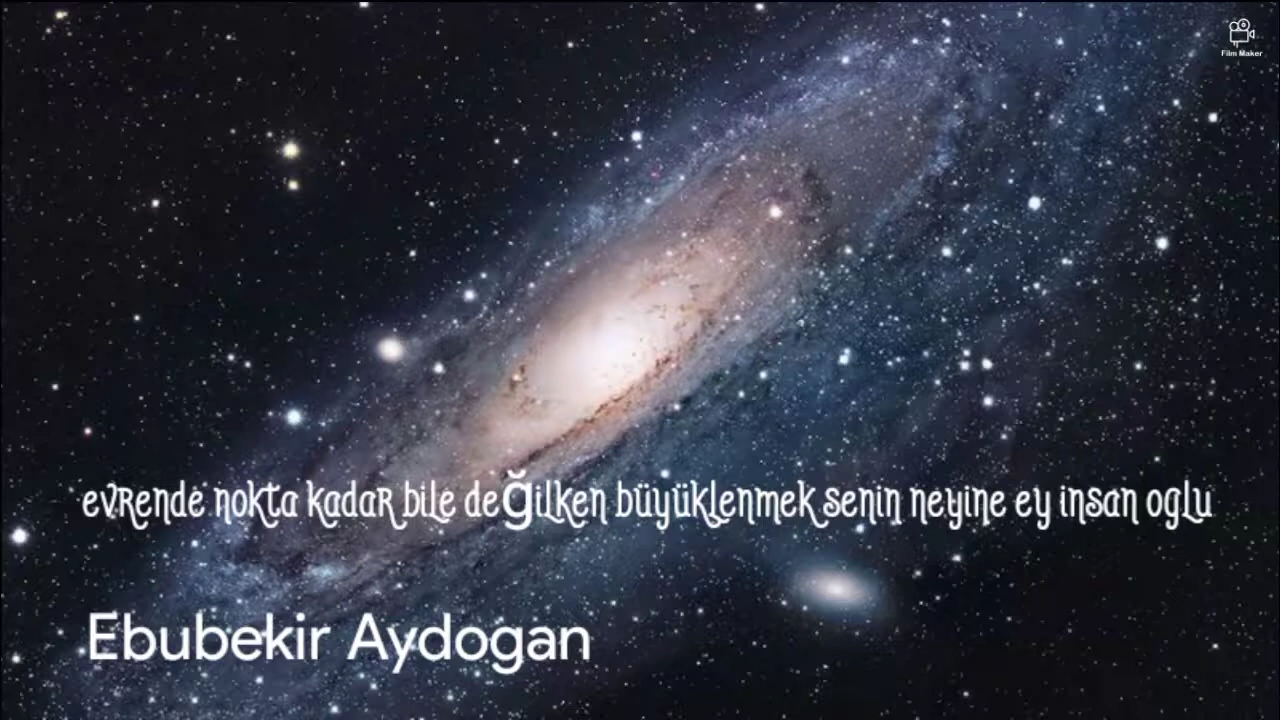 Film Maker
evrende nokta kadar bile değilken büyüklenmek senin neyine ey insan oglu
Ebubekir Aydogan